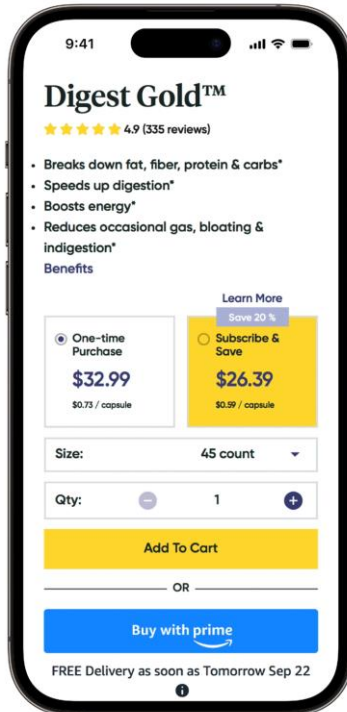 9:41
Digest Gold™
4.9 (335 reviews)
• Breaks down fat, fiber, protein & carbs*
• Speeds up digestion*
• Boosts energy*
• Reduces occasional gas, bloating &
indigestion*
Benefits
Learn More
Save 20 %
One-time
Purchase
$32.99
$0.73 / capsule
Subscribe &
Save
$26.39
$0.59 / capsule
Size: 45 count
Qty: 1
Add To Cart
OR
Buy with prime
FREE Delivery as soon as Tomorrow Sep 22